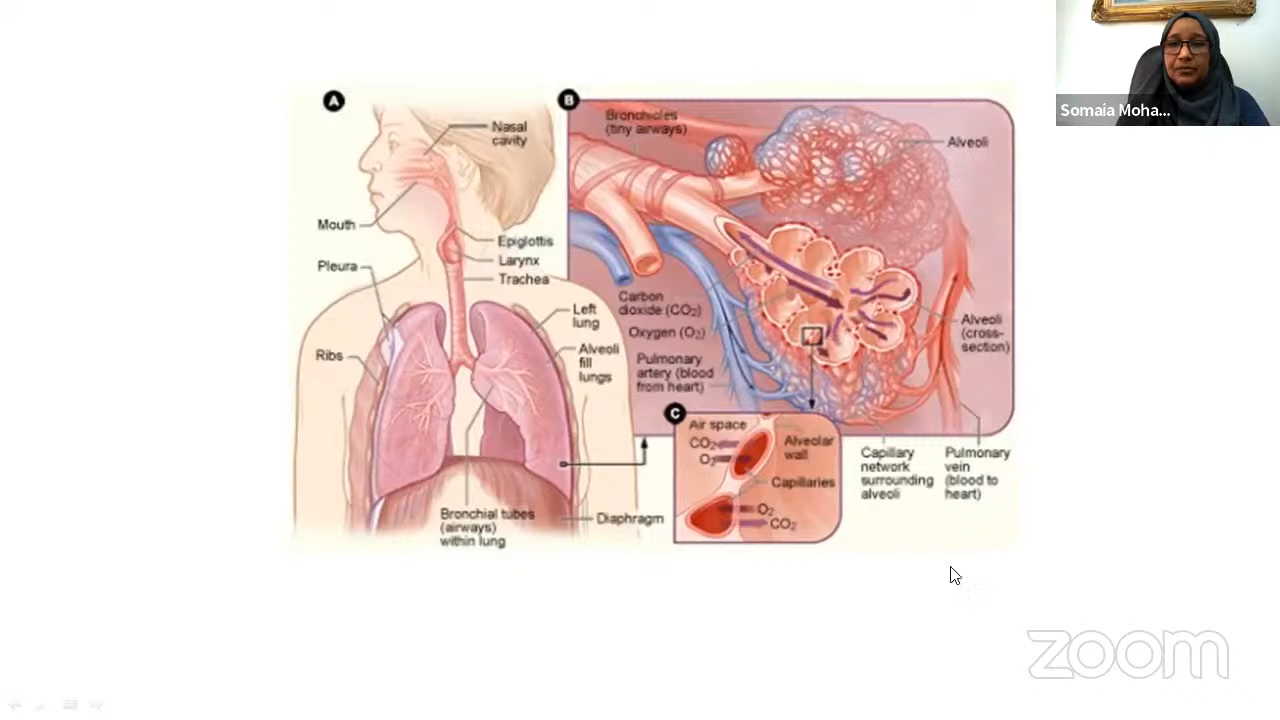 Somaia Moha...
A
Nasal
cavity
Mouth
Epiglottis
Larynx
Trachea
Pleura
Left
lung
Ribs
Alveoli
fill
lungs
Bronchial tubes
(airways)
within lung
Diaphragm
B
Bronchioles
(tiny airways)
Alveoli
Carbon
dioxide (CO₂)
Oxygen (O₂)
Pulmonary
artery (blood
from heart)
Alveoli
(cross-
section)
Capillary
network
surrounding
alveoli
Pulmonary
vein
(blood to
heart)
C
Air space
CO₂
O₂
Alveolar
wall
Capillaries
O₂
CO₂
zoom